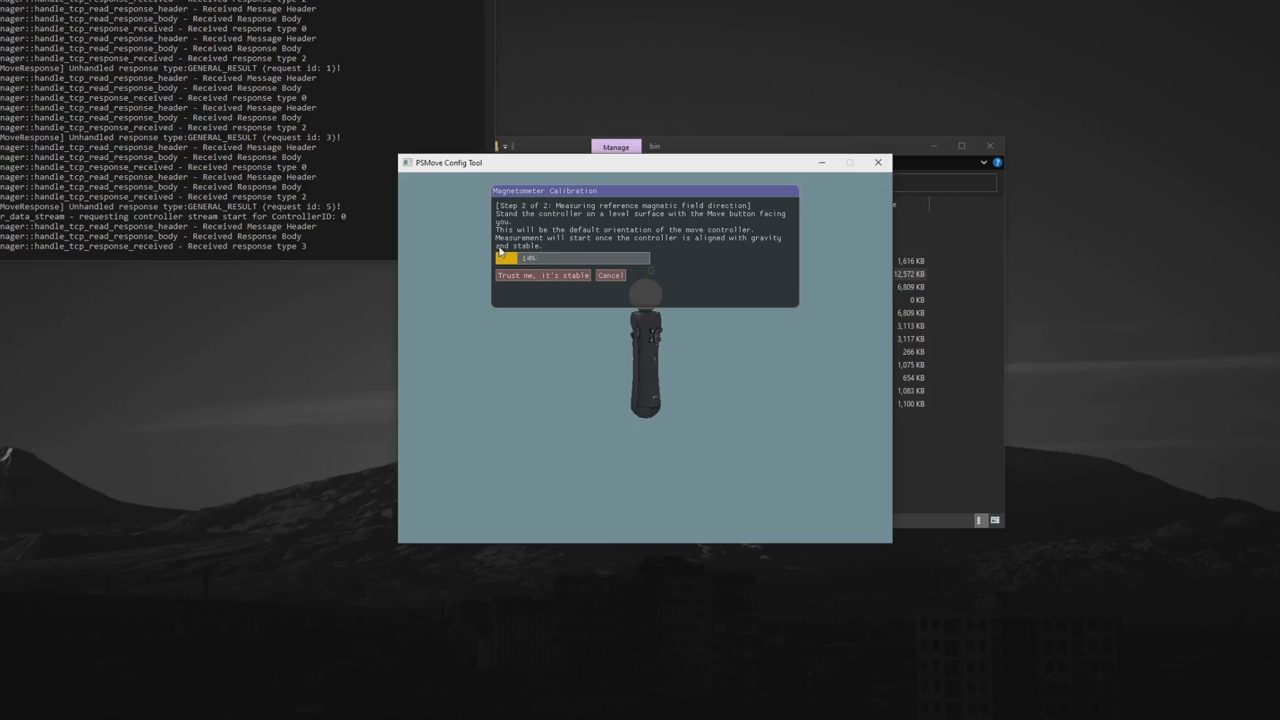 nager::handle_tcp_read_response_header - Received Message Header
nager::handle_tcp_read_response_body - Received Response Body
nager::handle_tcp_response_received - Received response type 0
nager::handle_tcp_read_response_header - Received Message Header
nager::handle_tcp_read_response_body - Received Response Body
nager::handle_tcp_response_received - Received response type 2
MoveResponse] Unhandled response type:GENERAL_RESULT (request id: 1)!
nager::handle_tcp_read_response_header - Received Message Header
nager::handle_tcp_read_response_body - Received Response Body
nager::handle_tcp_response_received - Received response type 0
nager::handle_tcp_read_response_header - Received Message Header
nager::handle_tcp_read_response_body - Received Response Body
nager::handle_tcp_response_received - Received response type 2
MoveResponse] Unhandled response type:GENERAL_RESULT (request id: 3)!
nager::handle_tcp_read_response_header - Received Message Header
nager::handle_tcp_read_response_body - Received Response Body
nager::handle_tcp_response_received - Received response type 0
nager::handle_tcp_read_response_header - Received Message Header
nager::handle_tcp_read_response_body - Received Response Body
nager::handle_tcp_response_received - Received response type 2
MoveResponse] Unhandled response type:GENERAL_RESULT (request id: 5)!
r_data_stream - requesting controller stream start for ControllerID: 0
nager::handle_tcp_read_response_header - Received Message Header
nager::handle_tcp_read_response_body - Received Response Body
nager::handle_tcp_response_received - Received response type 3
Manage
bin
PSMove Config Tool
Magnetometer Calibration
[Step 2 of 2: Measuring reference magnetic field direction]
Stand the controller on a level surface with the Move button facing
you.
This will be the default orientation of the move controller.
Measurement will start once the controller is aligned with gravity
and stable.
14%
Trust me, it's stable
Cancel
G
1,616 KB
12,572 KB
6,809 KB
0 KB
6,809 KB
3,113 KB
3,117 KB
266 KB
1,075 KB
654 KB
1,083 KB
1,100 KB